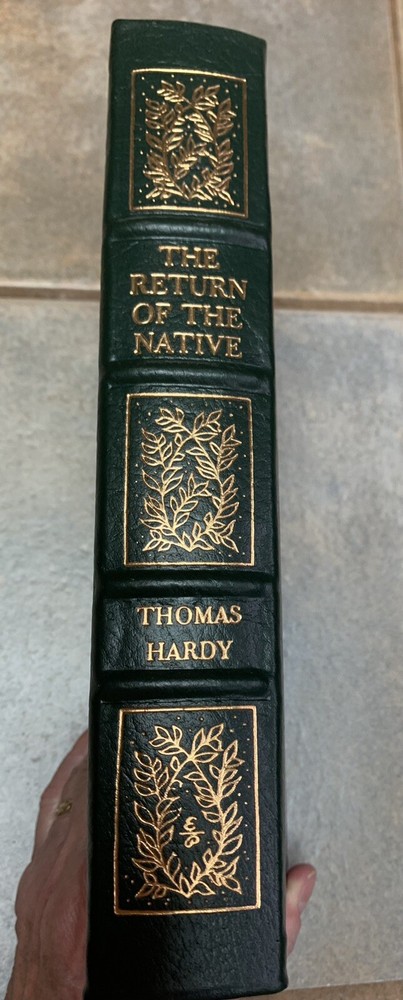 THE
RETURN
OF THE
NATIVE
THOMAS
HARDY